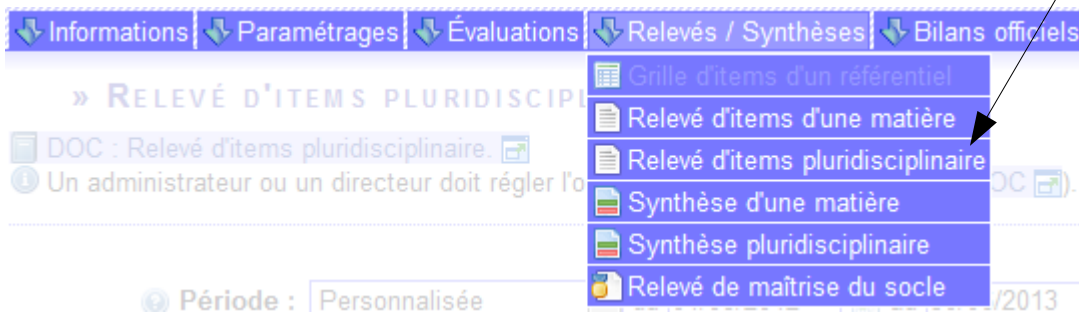 Informations Paramétrages Évaluations Relevés / Synthèses Bilans officiels
Grille d'items d'un référentiel
» RELEVÉ D'ITEMS PLURIDISCIPL
Relevé d'items d'une matière
DOC : Relevé d'items pluridisciplinaire.
Relevé d'items pluridisciplinaire
Un administrateur ou un directeur doit régler l'o
DOC ).
Synthèse d'une matière
Synthèse pluridisciplinaire
Relevé de maîtrise du socle
Période : Personnalisée /2013